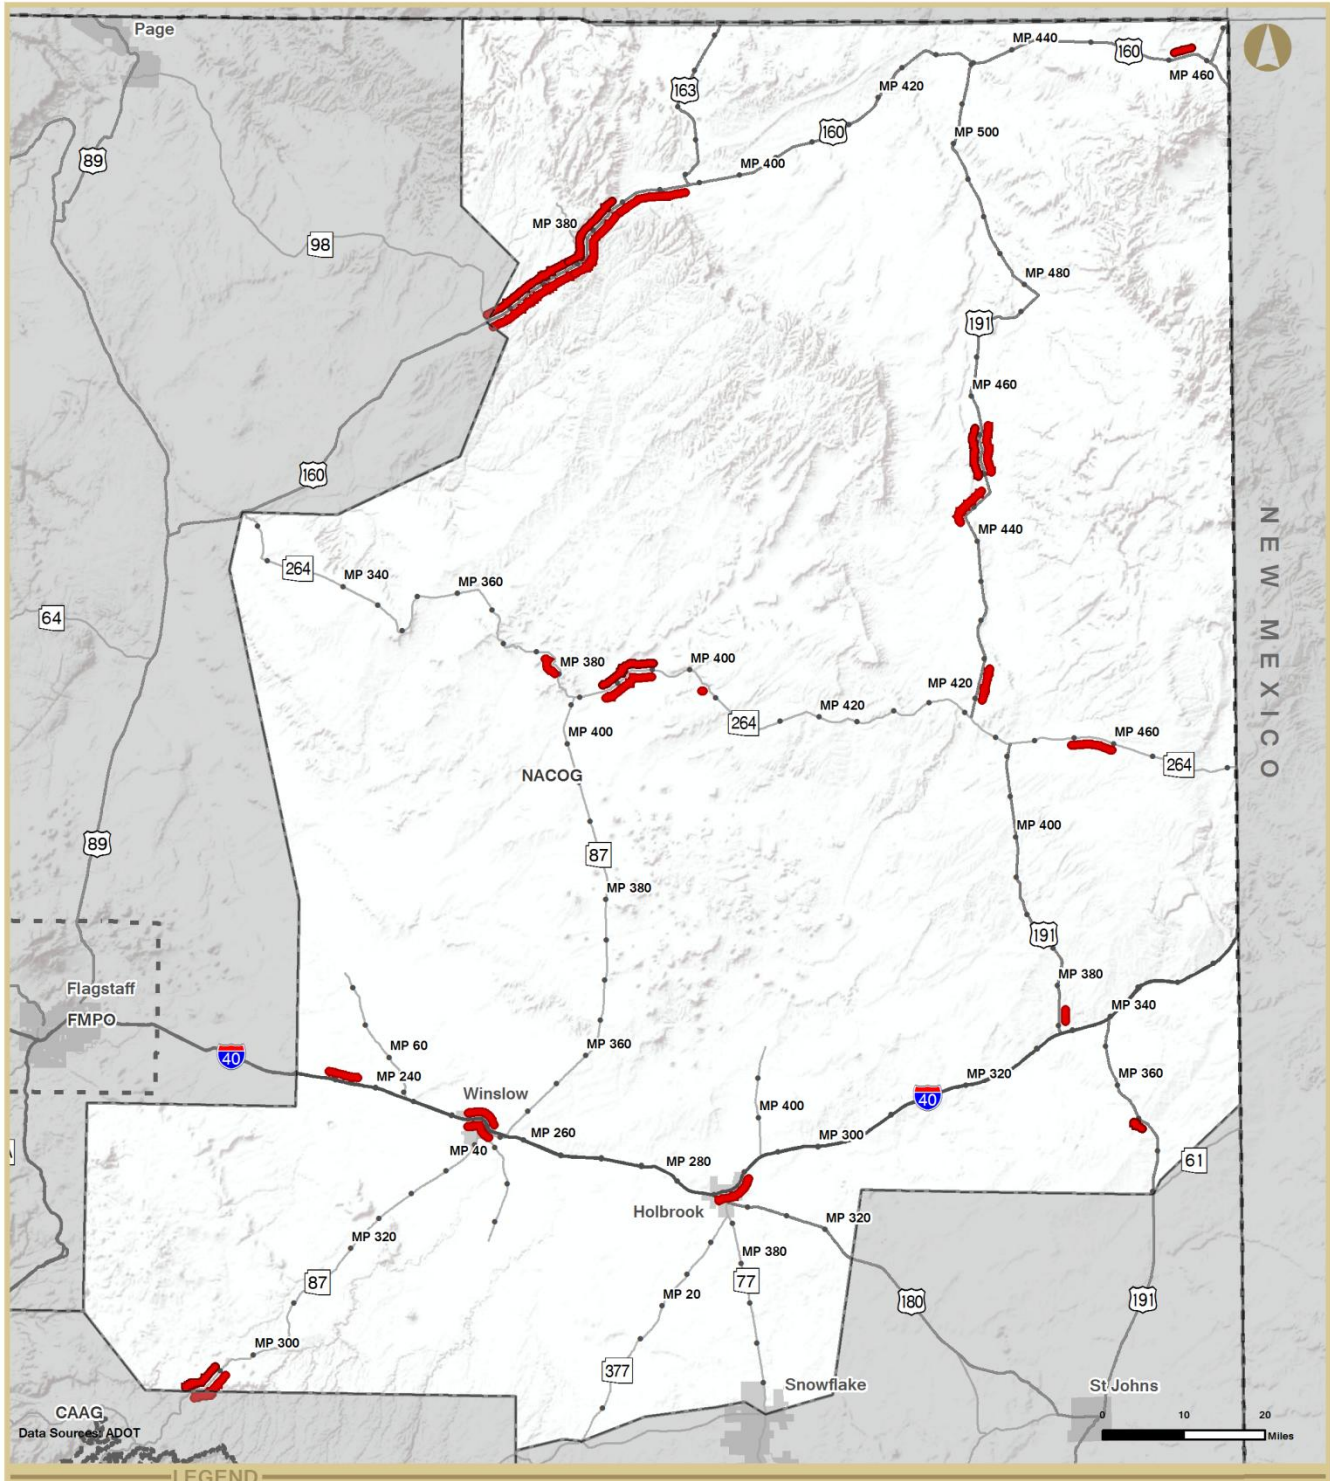 Page
MP 440
160
MP 460
163
MP 420
89
160
MP 500
MP 400
MP 380
98
MP 480
191
MP 460
160
NEW MEXICO
MP 440
264
MP 340
MP 360
64
MP 380
MP 400
MP 420
MP 420
264
MP 400
MP 460
264
NACOG
MP 400
89
87
MP 380
191
MP 380
Flagstaff
MP 340
FMPO
MP 60
40
MP 360
MP 240
MP 320
MP 360
Winslow
40
MP 400
MP 260
MP 300
MP 40
MP 280
61
Holbrook
MP 320
MP 320
MP 380
87
77
MP 20
180
191
MP 300
377
Snowflake
St Johns
CAAG
0 10 20
Miles
Data Sources: ADOT
LEGEND